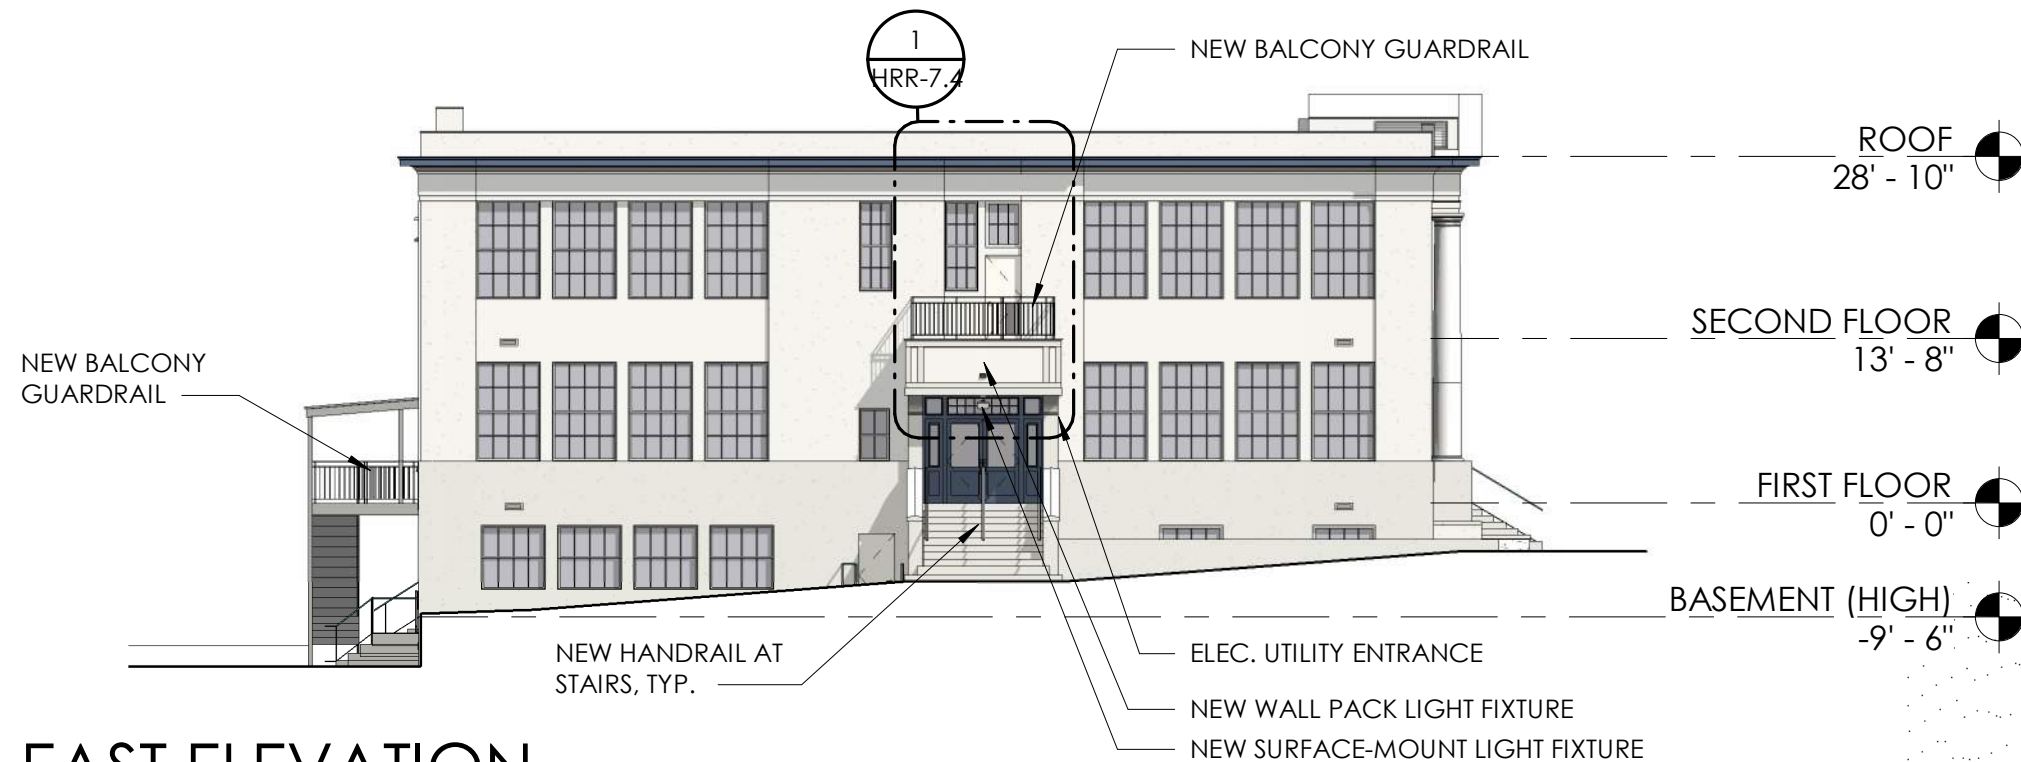 1
HRR-7.4
NEW BALCONY GUARDRAIL
ROOF
28' - 10"
SECOND FLOOR
13' - 8"
NEW BALCONY
GUARDRAIL
FIRST FLOOR
0' - 0"
BASEMENT (HIGH)
-9' - 6"
NEW HANDRAIL AT
STAIRS, TYP.
ELEC. UTILITY ENTRANCE
NEW WALL PACK LIGHT FIXTURE
NEW SURFACE-MOUNT LIGHT FIXTURE
EAST ELEVATION